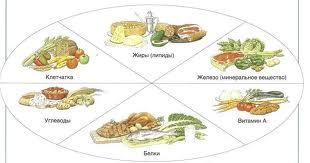 Клетчатка
Жиры (липиды)
Железо (минеральное вещество)
Углеводы
Белки
Витамин А